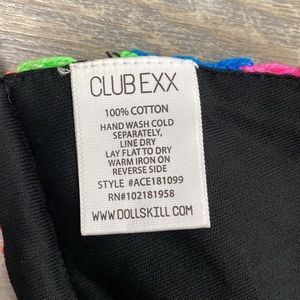 CLUB EXX
100% COTTON
HAND WASH COLD
SEPARATELY,
LINE DRY
LAY FLAT TO DRY
WARM IRON ON
REVERSE SIDE
STYLE #ACE181099
RN#102181958
WWW.DOLLSKILL.COM